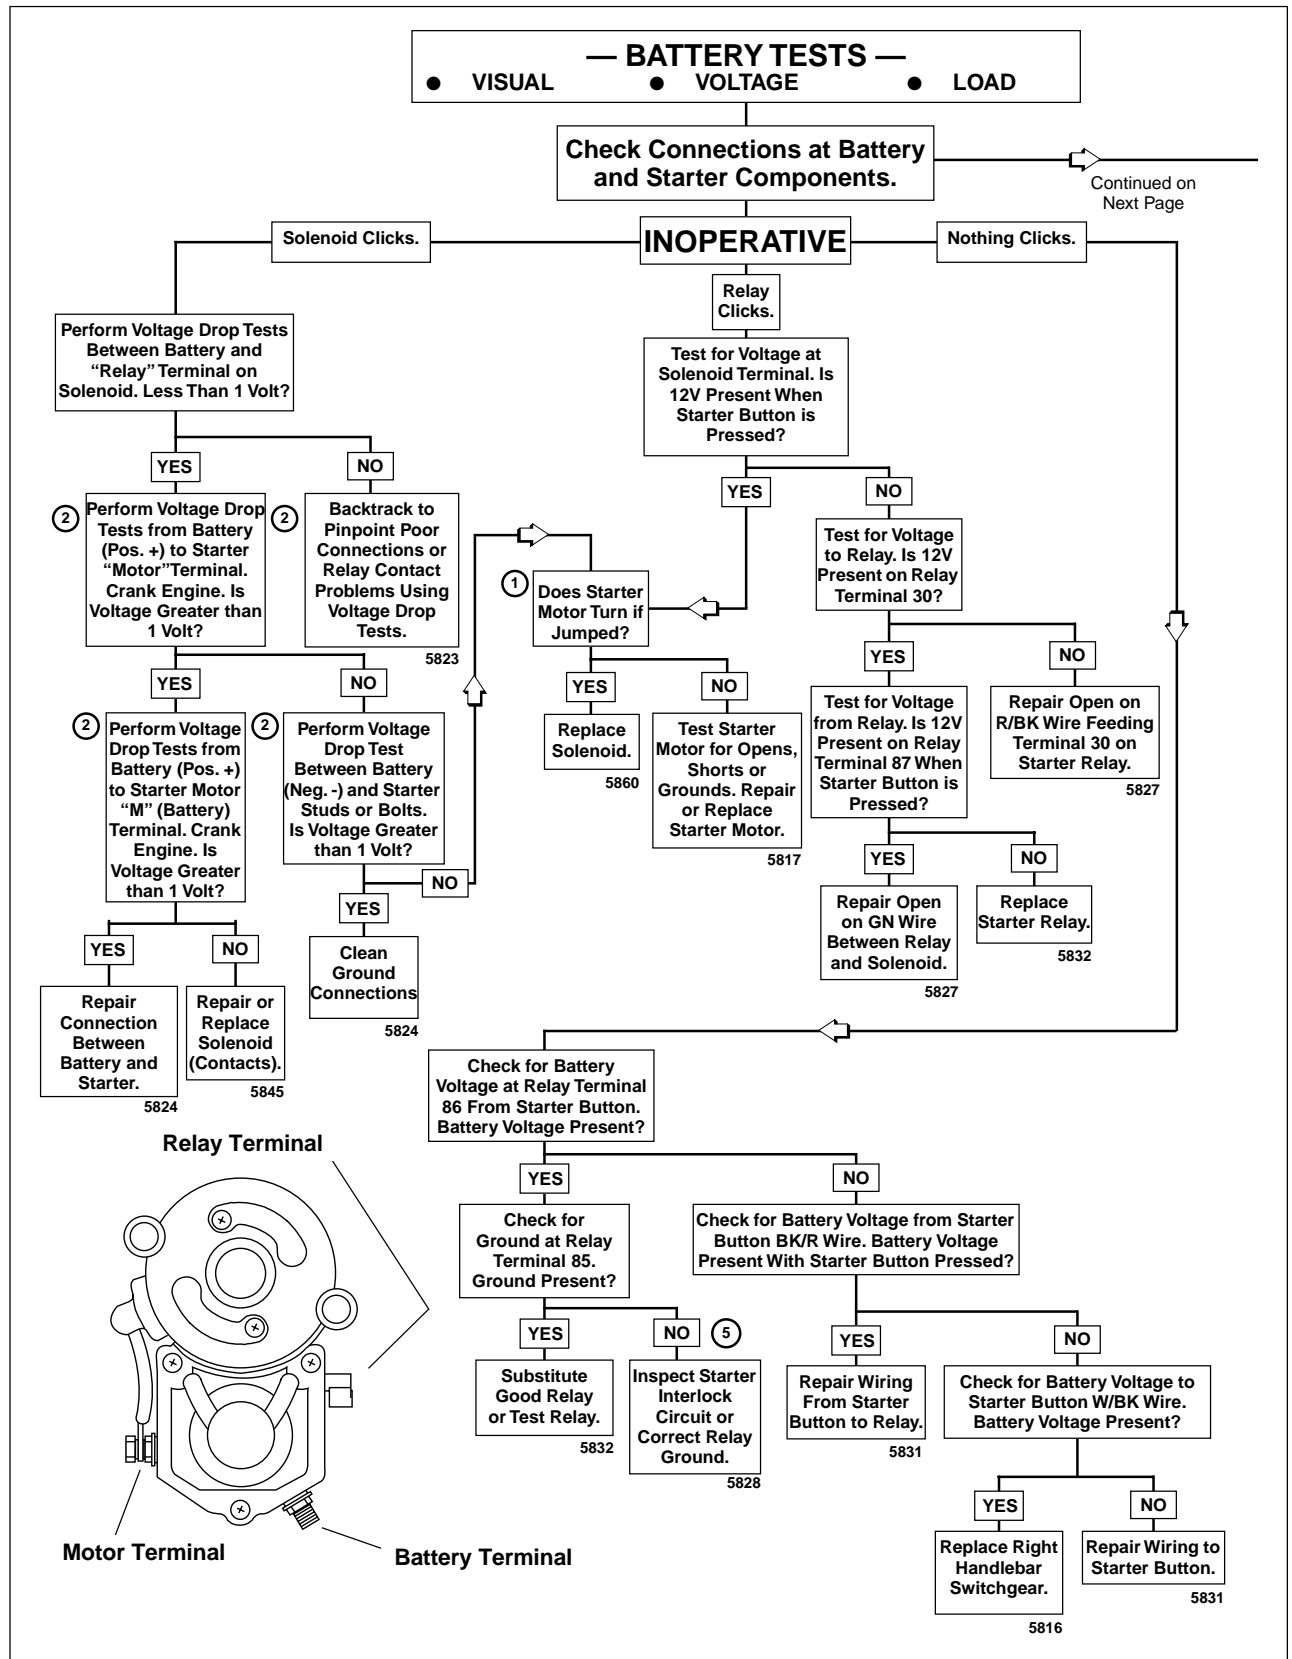 — BATTERY TESTS —
● VISUAL ● VOLTAGE ● LOAD
Check Connections at Battery
and Starter Components.
Continued on
Next Page
Solenoid Clicks.
INOPERATIVE
Nothing Clicks.
Relay
Clicks.
Perform Voltage Drop Tests
Between Battery and
“Relay” Terminal on
Solenoid. Less Than 1 Volt?
Test for Voltage at
Solenoid Terminal. Is
12V Present When
Starter Button is
Pressed?
YES
NO
YES
NO
2
Perform Voltage Drop
Tests from Battery
(Pos. +) to Starter
“Motor” Terminal.
Crank Engine. Is
Voltage Greater than
1 Volt?
2
Backtrack to
Pinpoint Poor
Connections or
Relay Contact
Problems Using
Voltage Drop
Tests.
5823
1
Does Starter
Motor Turn if
Jumped?
Test for Voltage
to Relay. Is 12V
Present on Relay
Terminal 30?
YES
NO
YES
NO
YES
NO
2
Perform Voltage
Drop Tests from
Battery (Pos. +)
to Starter Motor
“M” (Battery)
Terminal. Crank
Engine. Is
Voltage Greater
than 1 Volt?
2
Perform Voltage
Drop Test
Between Battery
(Neg. -) and Starter
Studs or Bolts.
Is Voltage Greater
than 1 Volt?
Replace
Solenoid.
5860
Test Starter
Motor for Opens,
Shorts or
Grounds. Repair
or Replace
Starter Motor.
5817
Test for Voltage
from Relay. Is 12V
Present on Relay
Terminal 87 When
Starter Button is
Pressed?
Repair Open on
R/BK Wire Feeding
Terminal 30 on
Starter Relay.
5827
NO
YES
YES
NO
YES
NO
Repair
Connection
Between
Battery and
Starter.
5824
Repair or
Replace
Solenoid
(Contacts).
5845
Clean
Ground
Connections
5824
Repair Open
on GN Wire
Between Relay
and Solenoid.
5827
Replace
Starter Relay.
5832
Check for Battery
Voltage at Relay Terminal
86 From Starter Button.
Battery Voltage Present?
YES
NO
Check for
Ground at Relay
Terminal 85.
Ground Present?
Check for Battery Voltage from Starter
Button BK/R Wire. Battery Voltage
Present With Starter Button Pressed?
YES
NO
5
YES
NO
Substitute
Good Relay
or Test Relay.
5832
Inspect Starter
Interlock
Circuit or
Correct Relay
Ground.
5828
Repair Wiring
From Starter
Button to Relay.
5831
Check for Battery Voltage to
Starter Button W/BK Wire.
Battery Voltage Present?
YES
NO
Replace Right
Handlebar
Switchgear.
5816
Repair Wiring to
Starter Button.
5831
Relay Terminal
Motor Terminal
Battery Terminal